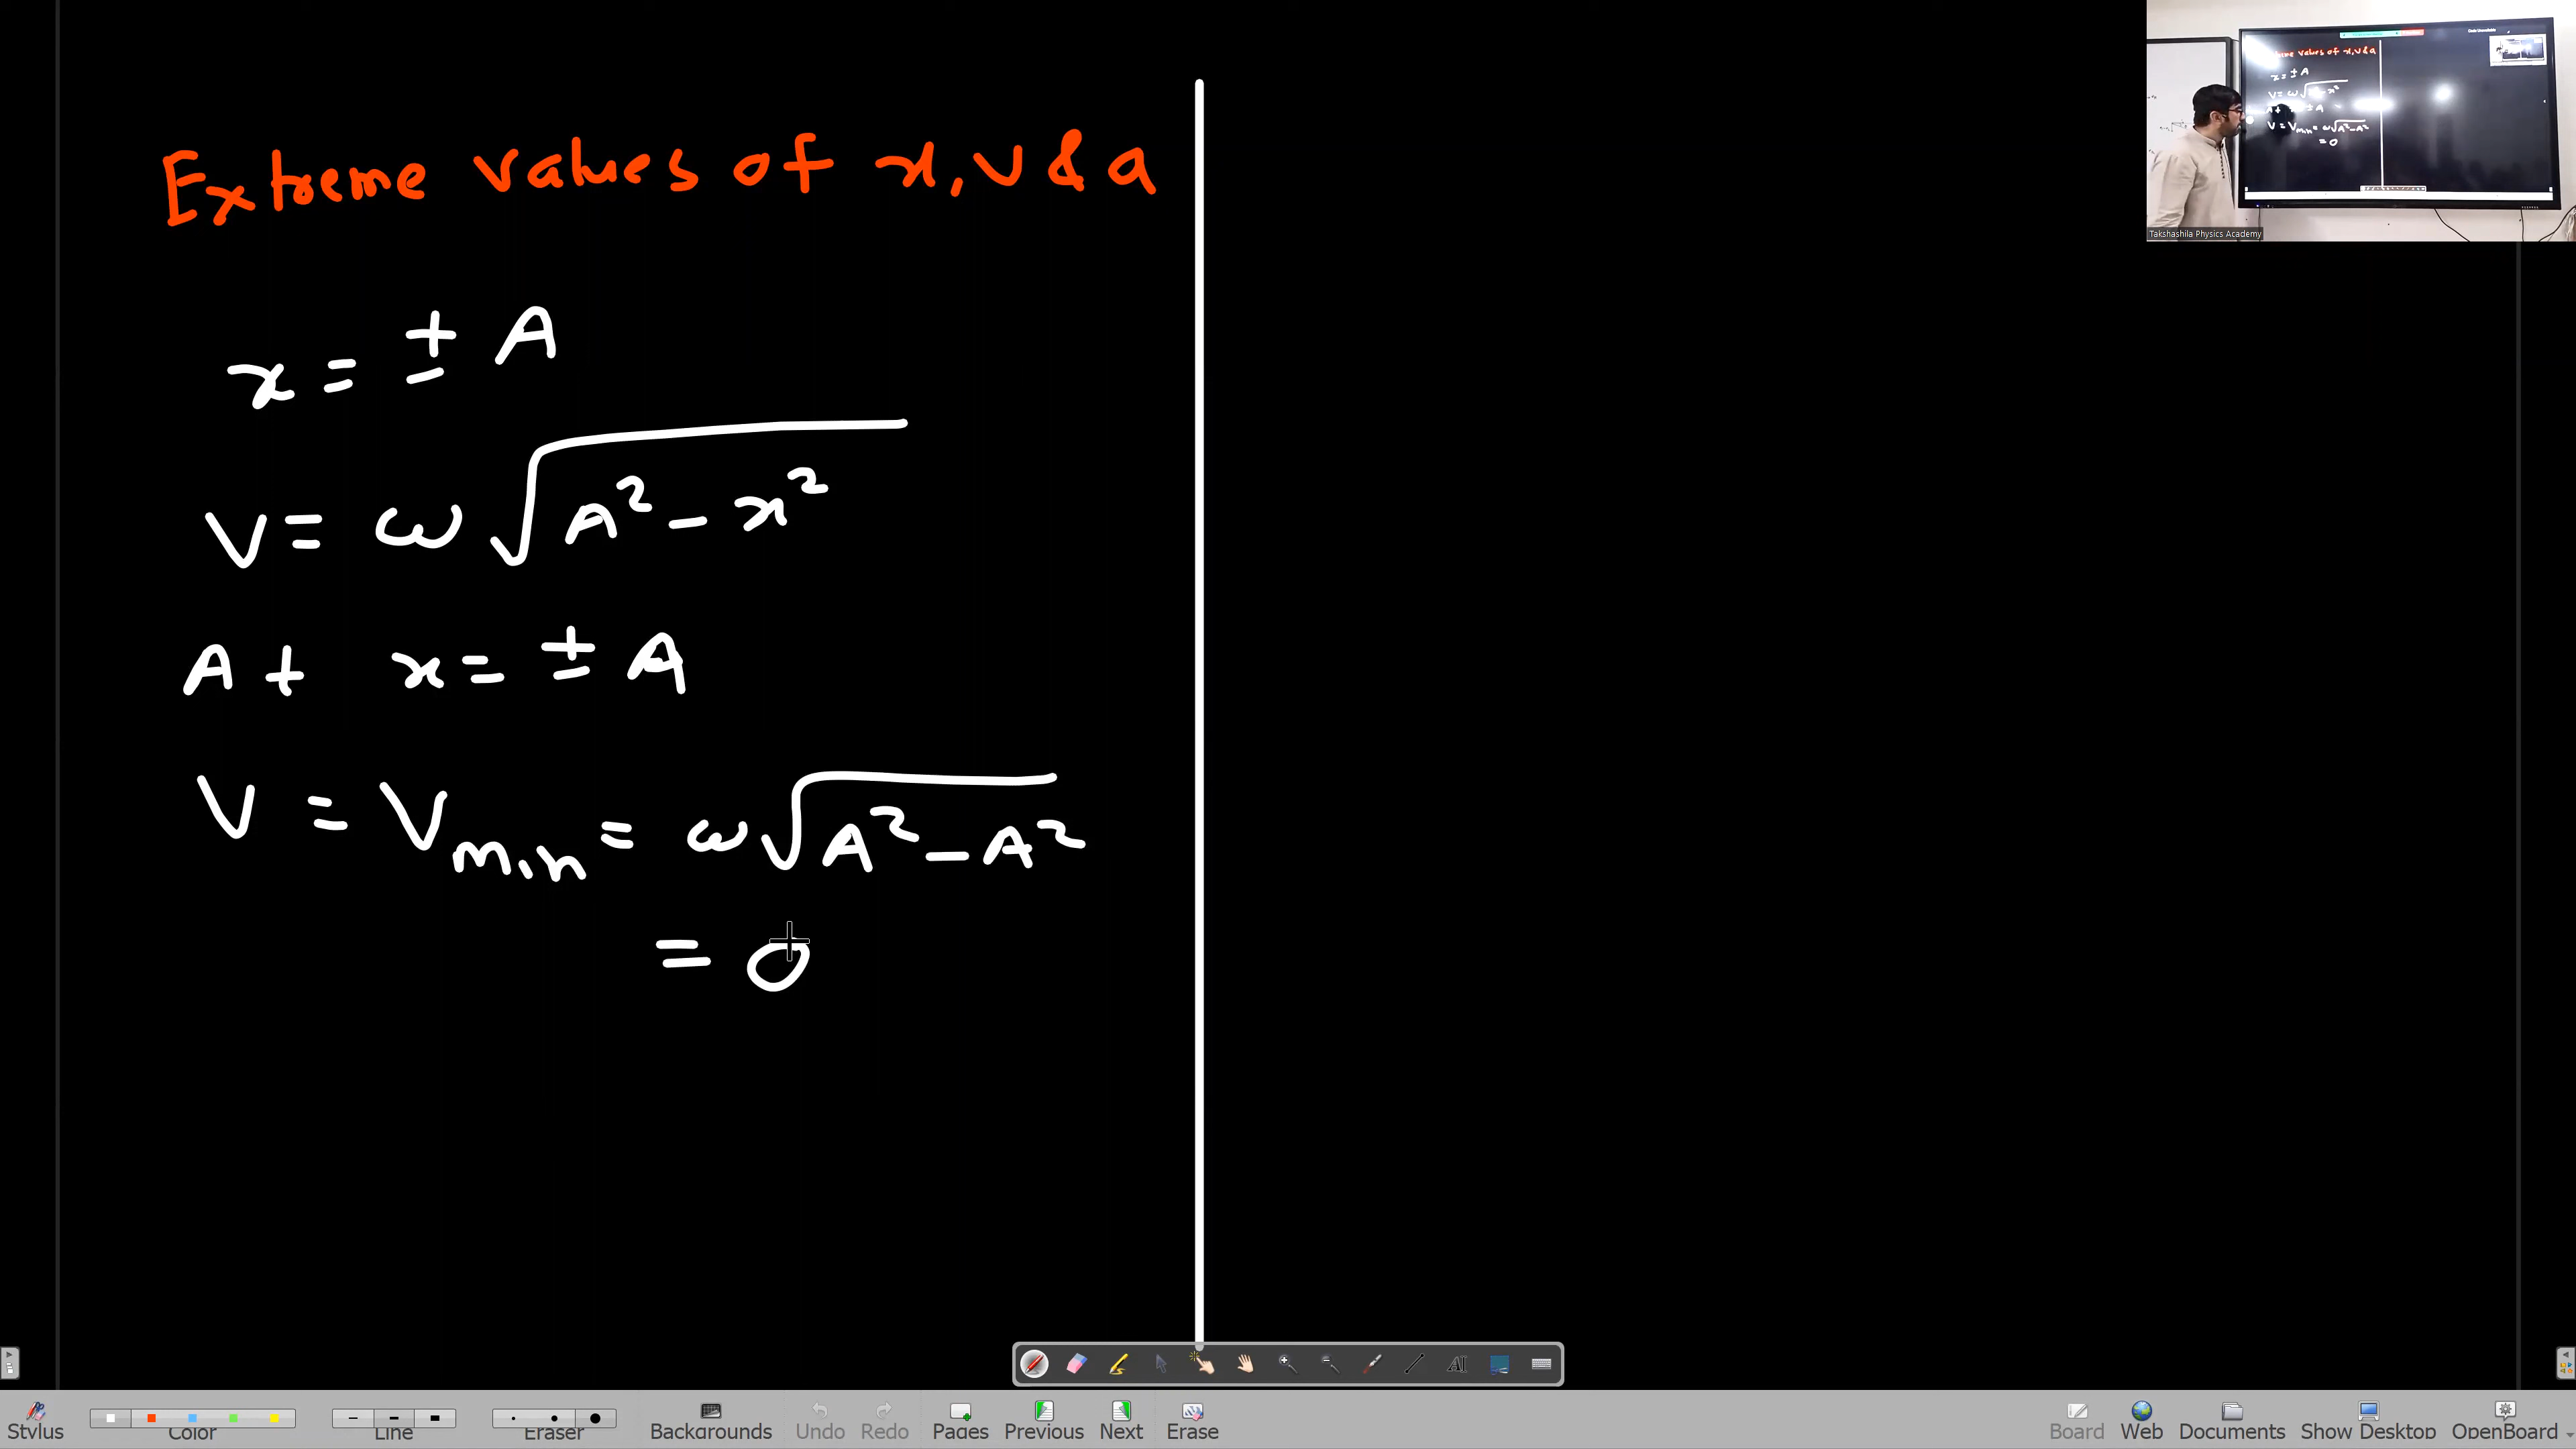 Extreme values of x, v & a
x = ± A
V = ω √(A² - x²)
At x = ± A
V = Vmin = ω √(A² - A²)
= 0
Takshashila Physics Academy
Stylus
Color
Line
Eraser
Backgrounds
Undo
Redo
Pages
Previous
Next
Erase
Board
Web
Documents
Show Desktop
OpenBoard